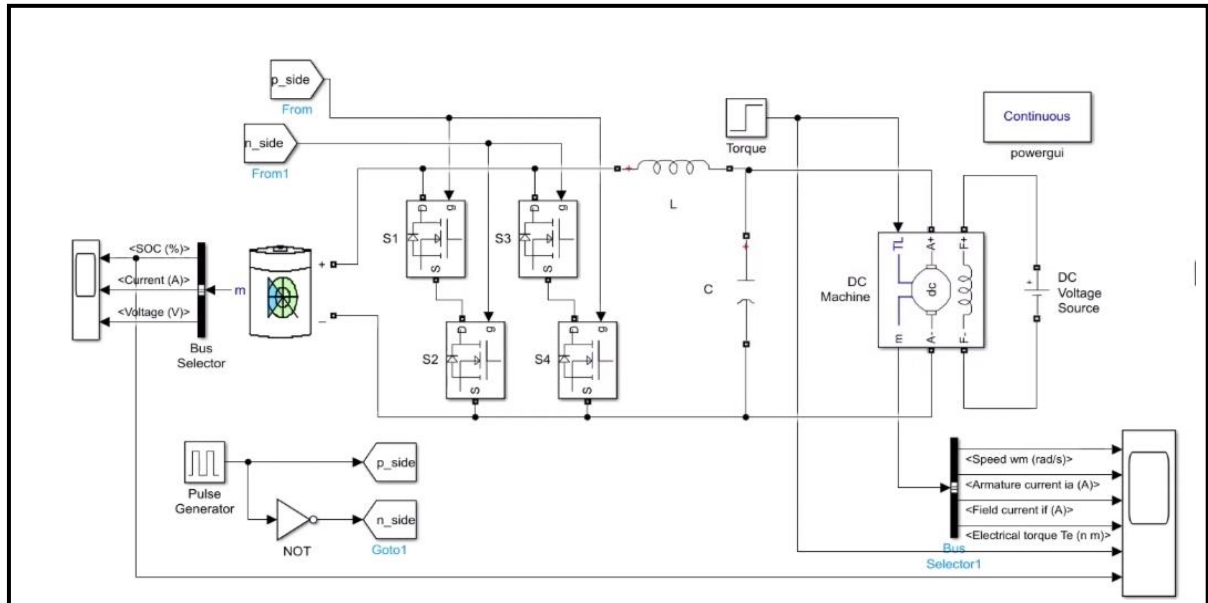 p_side
From
n_side
From1
Torque
Continuous
powergui
L
D
g
S1
S
D
g
S3
S
<SOC (%)>
<Current (A)>
<Voltage (V)>
m
+
–
Bus
Selector
D
g
S2
S
D
g
S4
S
+
C
+
TL
A+
F+
DC
Machine
dc
m
A-
F-
+
DC
Voltage
Source
Pulse
Generator
p_side
NOT
n_side
Goto1
<Speed wm (rad/s)>
<Armature current ia (A)>
<Field current if (A)>
<Electrical torque Te (n m)>
Bus
Selector1